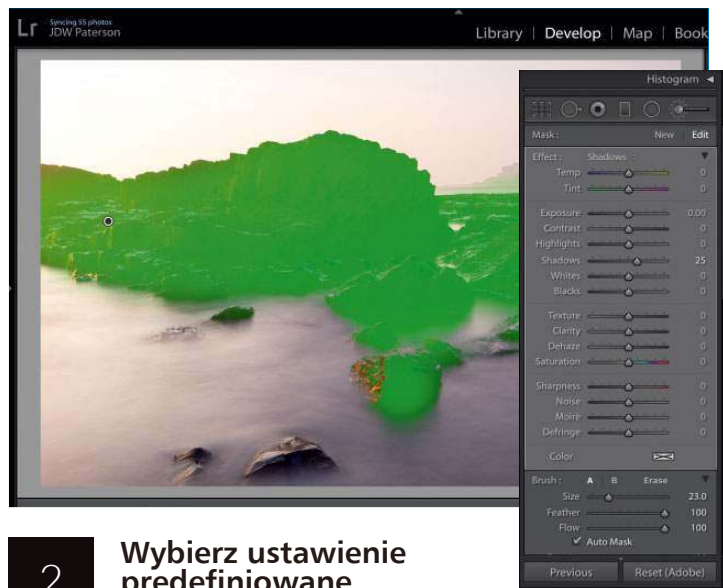 Lr
Syncing 55 photos
JDW Paterson
Library | Develop | Map | Book
Histogram
Mask : New Edit
Effect : Shadows
Temp 0
Tint 0
Exposure 0.00
Contrast 0
Highlights 0
Shadows 25
Whites 0
Blacks 0
Texture 0
Clarity 0
Dehaze 0
Saturation 0
Sharpness 0
Noise 0
Moiré 0
Defringe 0
Color
Brush : A B Erase
Size 23.0
Feather 100
Flow 100
Auto Mask
Previous Reset (Adobe)
2
Wybierz ustawienie
predefiniowane